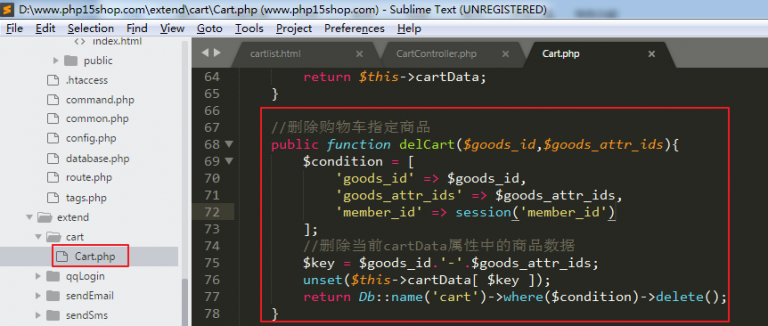 D:\www.php15shop.com\extend\cart\Cart.php (www.php15shop.com) - Sublime Text (UNREGISTERED)
File Edit Selection Find View Goto Tools Project Preferences Help
index.html
public
.htaccess
command.php
common.php
config.php
database.php
route.php
tags.php
extend
cart
Cart.php
qqLogin
sendEmail
sendSms
cartlist.html CartController.php Cart.php
64 return $this->cartData;
65 }
66
67 //删除购物车指定商品
68 public function delCart($goods_id,$goods_attr_ids){
69 $condition = [
70 'goods_id' => $goods_id,
71 'goods_attr_ids' => $goods_attr_ids,
72 'member_id' => session('member_id')
73 ];
74 //删除当前cartData属性中的商品数据
75 $key = $goods_id.'-'.$goods_attr_ids;
76 unset($this->cartData[ $key ]);
77 return Db::name('cart')->where($condition)->delete();
78 }